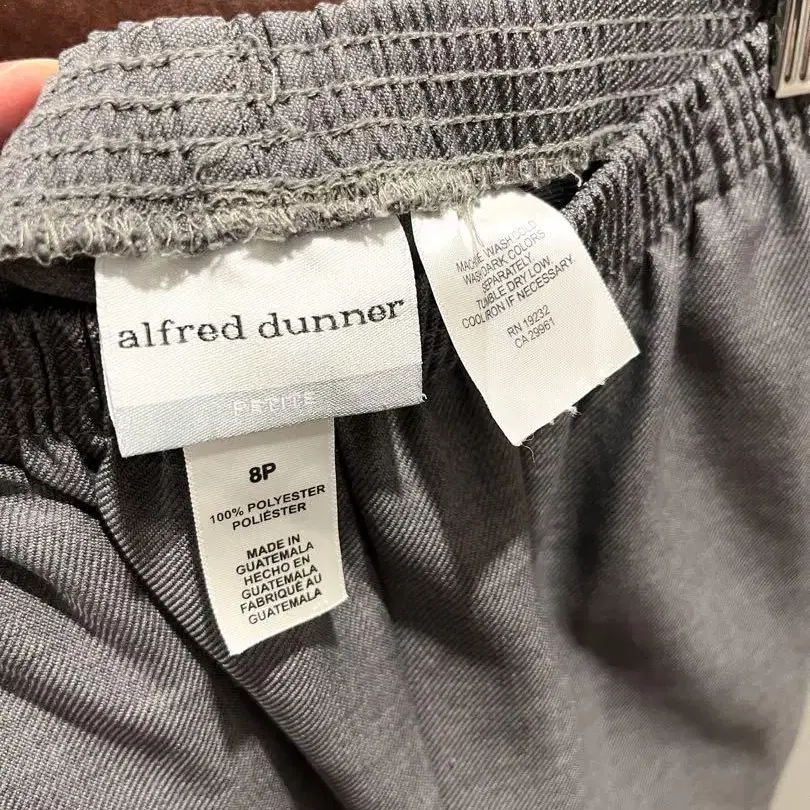 alfred dunner
PETITE
8P
100% POLYESTER
POLIÉSTER
MADE IN
GUATEMALA
HECHO EN
GUATEMALA
FABRIQUÉ AU
GUATEMALA
MACHINE WASH COLD
WASH DARK COLORS
SEPARATELY.
TUMBLE DRY LOW.
COOL IRON IF NECESSARY.
RN 19232
CA 29961